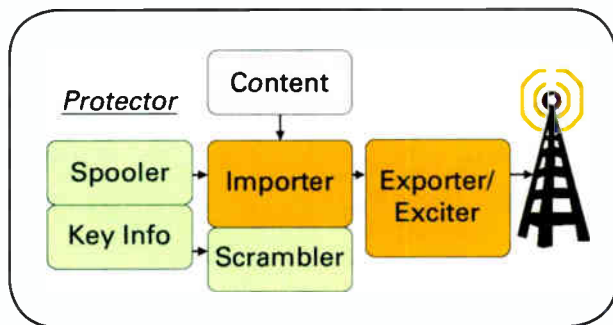 Content
Protector
Spooler
Importer
Exporter/
Exciter
Key Info
Scrambler